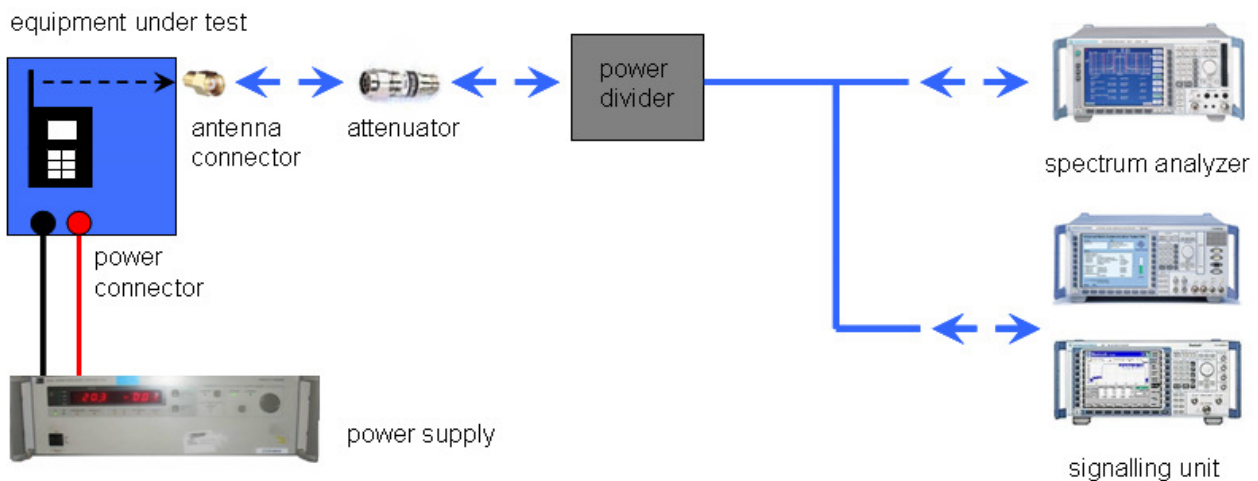 equipment under test
antenna
connector
attenuator
power
divider
spectrum analyzer
power
connector
power supply
signalling unit